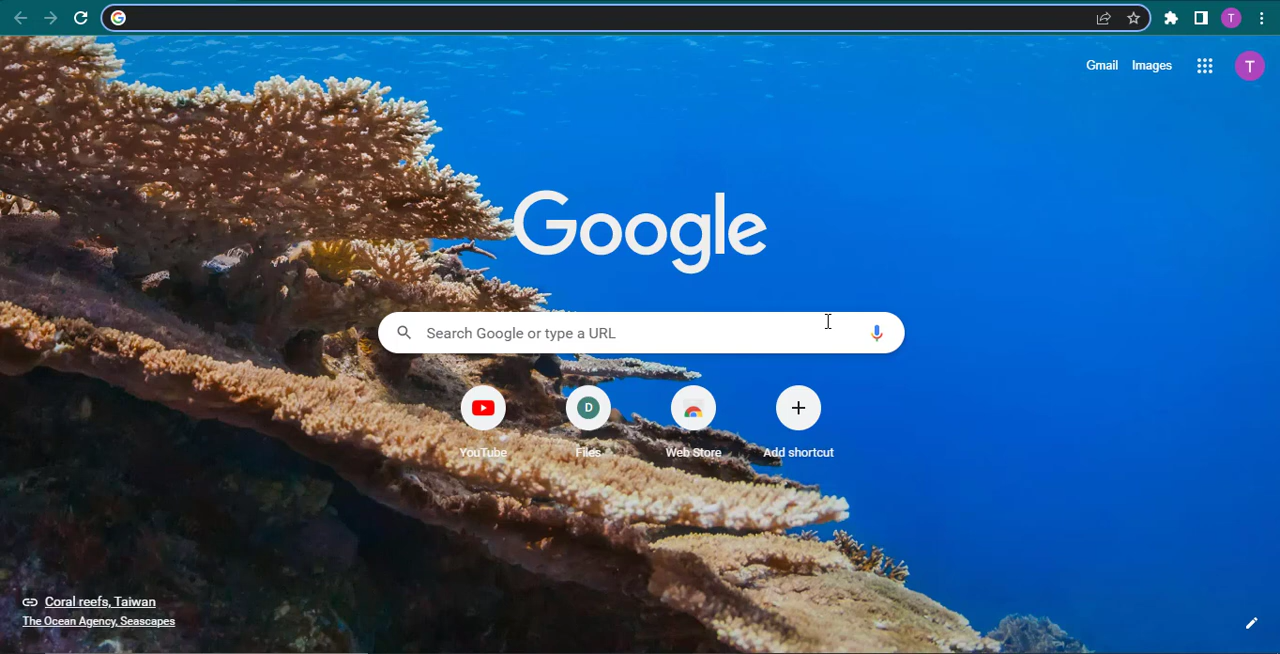 T
Gmail Images T
Google
Search Google or type a URL
D
YouTube Files Web Store Add shortcut
Coral reefs, Taiwan
The Ocean Agency, Seascapes